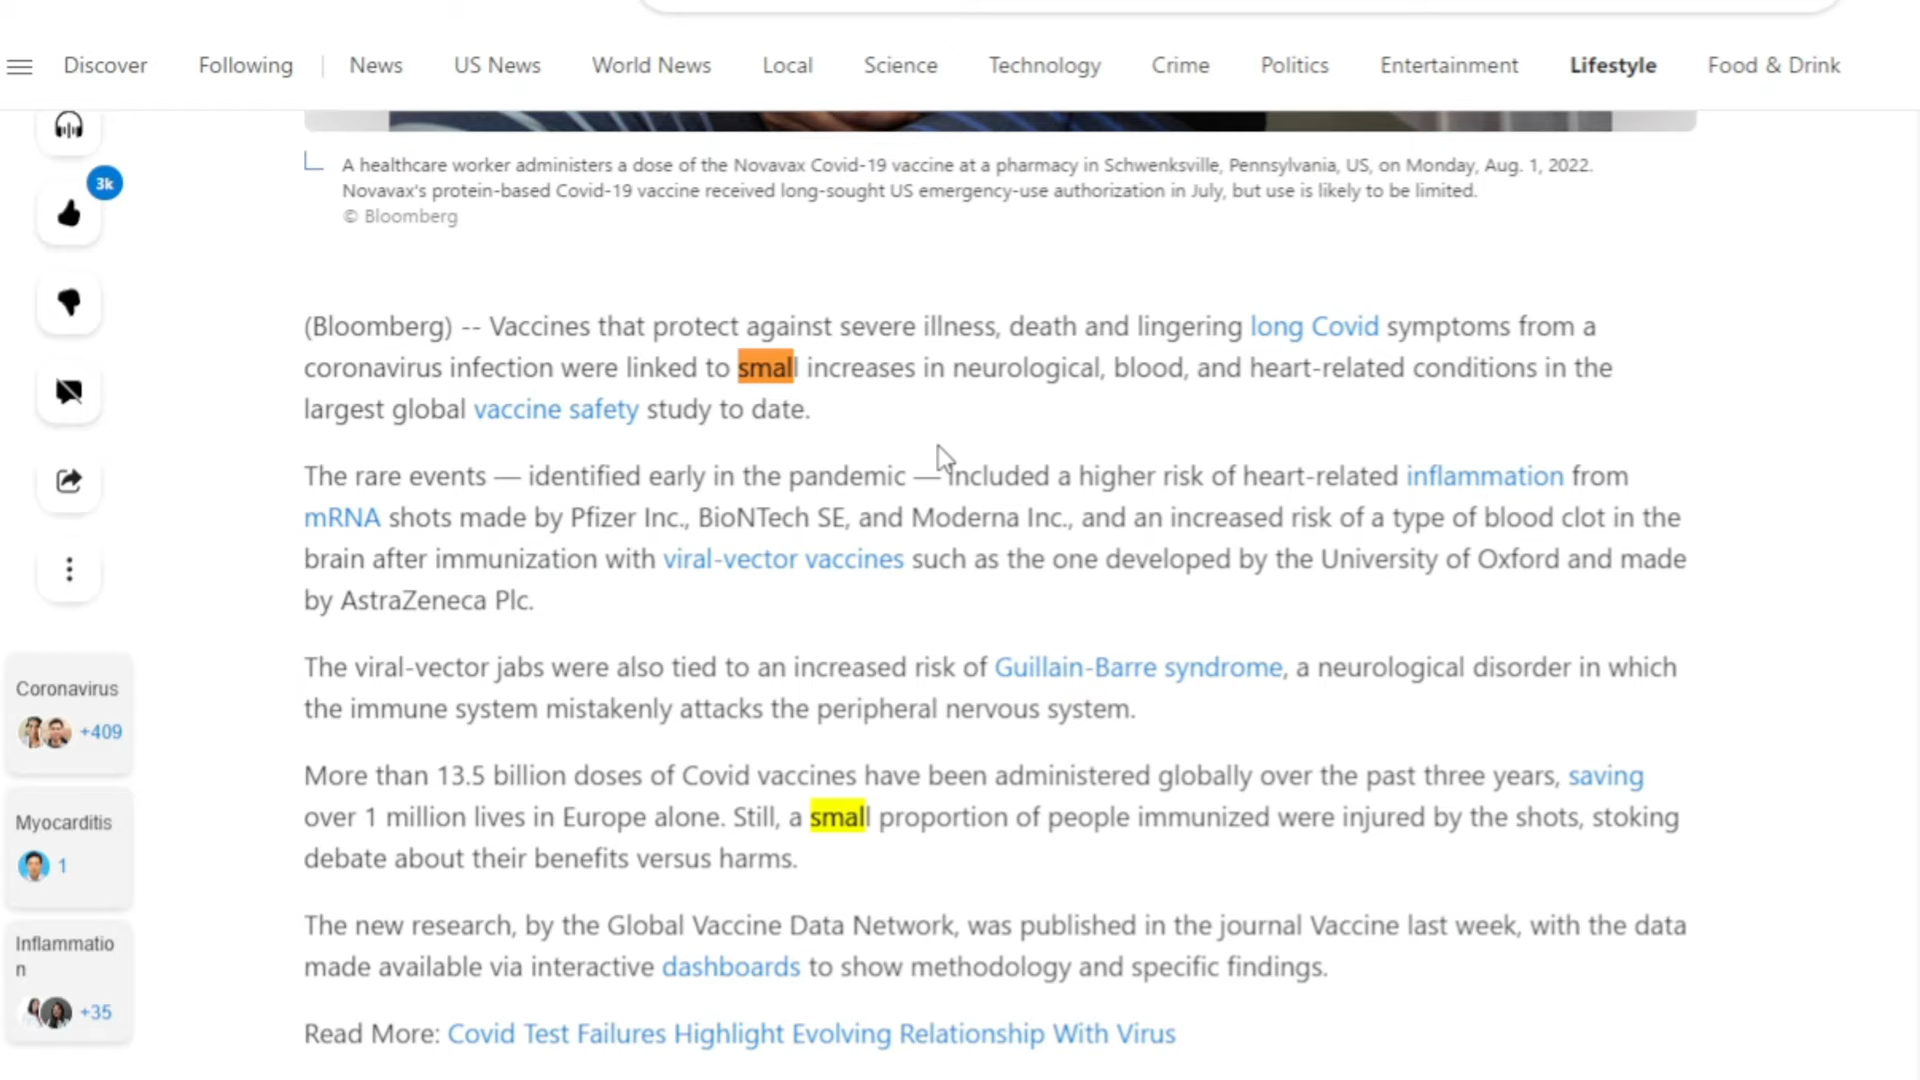 Discover Following News US News World News Local Science Technology Crime Politics Entertainment Lifestyle Food & Drink
3k
A healthcare worker administers a dose of the Novavax Covid-19 vaccine at a pharmacy in Schwenksville, Pennsylvania, US, on Monday, Aug. 1, 2022.
Novavax's protein-based Covid-19 vaccine received long-sought US emergency-use authorization in July, but use is likely to be limited.
© Bloomberg
(Bloomberg) -- Vaccines that protect against severe illness, death and lingering long Covid symptoms from a
coronavirus infection were linked to small increases in neurological, blood, and heart-related conditions in the
largest global vaccine safety study to date.
The rare events — identified early in the pandemic — included a higher risk of heart-related inflammation from
mRNA shots made by Pfizer Inc., BioNTech SE, and Moderna Inc., and an increased risk of a type of blood clot in the
brain after immunization with viral-vector vaccines such as the one developed by the University of Oxford and made
by AstraZeneca Plc.
The viral-vector jabs were also tied to an increased risk of Guillain-Barre syndrome, a neurological disorder in which
the immune system mistakenly attacks the peripheral nervous system.
More than 13.5 billion doses of Covid vaccines have been administered globally over the past three years, saving
over 1 million lives in Europe alone. Still, a small proportion of people immunized were injured by the shots, stoking
debate about their benefits versus harms.
The new research, by the Global Vaccine Data Network, was published in the journal Vaccine last week, with the data
made available via interactive dashboards to show methodology and specific findings.
Read More: Covid Test Failures Highlight Evolving Relationship With Virus
Coronavirus
+409
Myocarditis
1
Inflammatio
n
+35